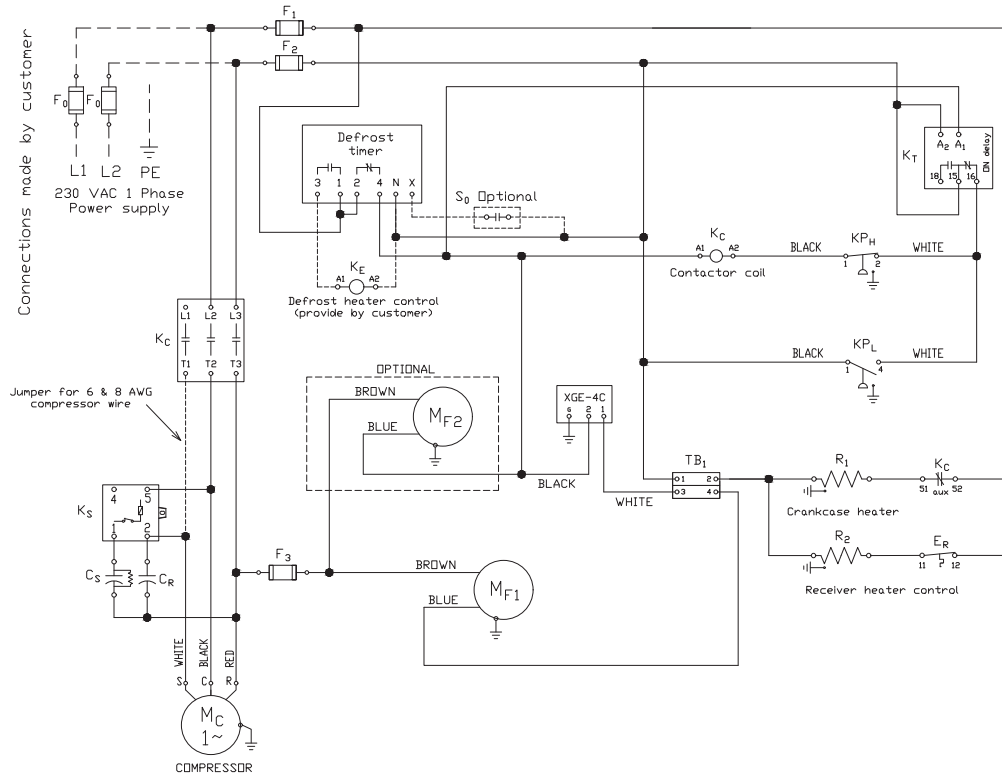 Connections made by customer
F1
F2
F0
F0
L1 L2 PE
230 VAC 1 Phase
Power supply
Defrost
timer
3 1 2 4 N X
S0 Optional
KE
A1 A2
Defrost heater control
(provide by customer)
KT
A2 A1
18 15 16
ON delay
KC
A1 A2
Contactor coil
BLACK
KPH
1 2
WHITE
BLACK
KPL
1 4
WHITE
KC
L1 L2 L3
T1 T2 T3
Jumper for 6 & 8 AWG
compressor wire
OPTIONAL
BROWN
BLUE
MF2
XGE-4C
6 2 1
BLACK
WHITE
TB1
1 2
3 4
R1
KC
51 aux 52
Crankcase heater
R2
ER
11 12
Receiver heater control
KS
4 5
1 2
CS
CR
F3
BROWN
BLUE
MF1
WHITE
BLACK
RED
S C R
MC
1~
COMPRESSOR